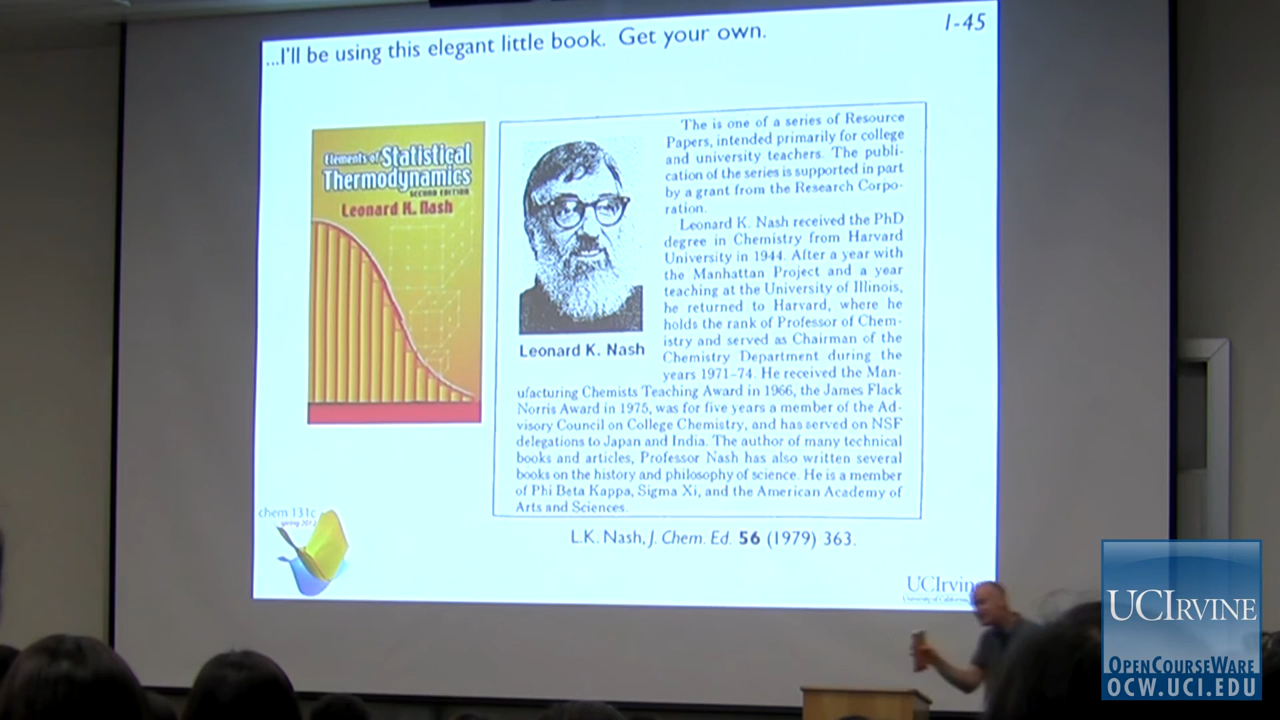 ...I'll be using this elegant little book. Get your own.
1-45
Elements of Statistical
Thermodynamics
SECOND EDITION
Leonard K. Nash
The is one of a series of Resource
Papers, intended primarily for college
and university teachers. The publi-
cation of the series is supported in part
by a grant from the Research Corpo-
ration.
Leonard K. Nash received the PhD
degree in Chemistry from Harvard
University in 1944. After a year with
the Manhattan Project and a year
teaching at the University of Illinois,
he returned to Harvard, where he
holds the rank of Professor of Chem-
istry and served as Chairman of the
Chemistry Department during the
years 1971-74. He received the Man-
ufacturing Chemists Teaching Award in 1966, the James Flack
Norris Award in 1975, was for five years a member of the Ad-
visory Council on College Chemistry, and has served on NSF
delegations to Japan and India. The author of many technical
books and articles, Professor Nash has also written several
books on the history and philosophy of science. He is a member
of Phi Beta Kappa, Sigma Xi, and the American Academy of
Arts and Sciences.
Leonard K. Nash
L.K. Nash, J. Chem. Ed. 56 (1979) 363.
chem 131c
spring 2012
UCIrvin
University of California,
UCIRVINE
OPENCOURSEWARE
OCW.UCI.EDU